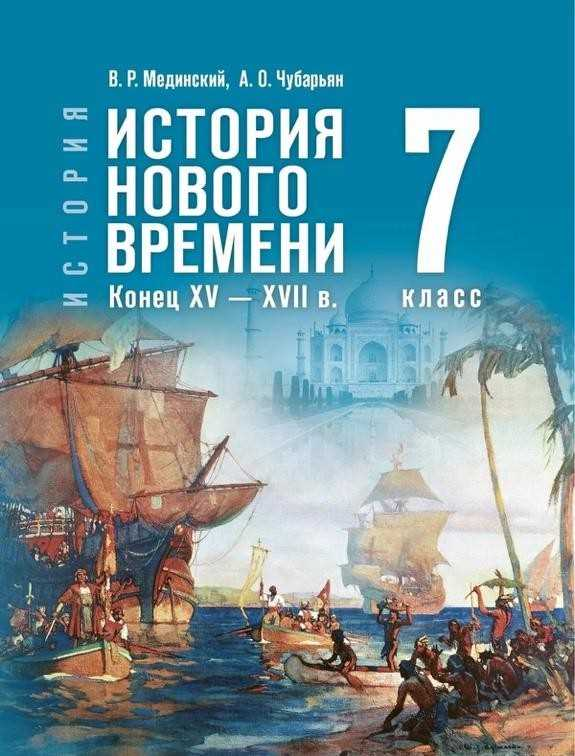 В. Р. Мединский, А. О. Чубарьян
ИСТОРИЯ
ИСТОРИЯ
НОВОГО
ВРЕМЕНИ
Конец XV — XVII в.
7
класс